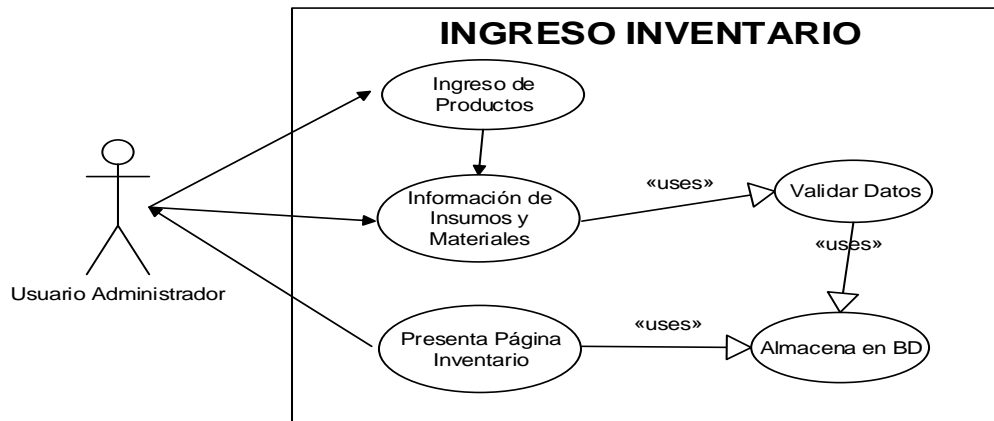 INGRESO INVENTARIO
Ingreso de
Productos
Información de
Insumos y
Materiales
«uses»
Validar Datos
«uses»
Usuario Administrador
Presenta Página
Inventario
«uses»
Almacena en BD